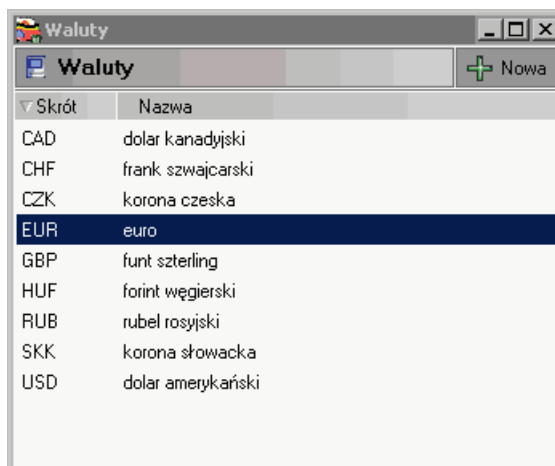 Waluty
Waluty Nowa
Skrót Nazwa
CAD dolar kanadyjski
CHF frank szwajcarski
CZK korona czeska
EUR euro
GBP funt szterling
HUF forint węgierski
RUB rubel rosyjski
SKK korona słowacka
USD dolar amerykański